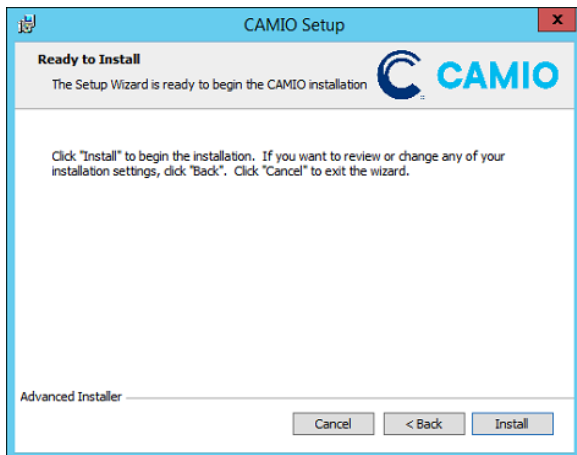 CAMIO Setup
x
Ready to Install
The Setup Wizard is ready to begin the CAMIO installation
CAMIO
Click "Install" to begin the installation. If you want to review or change any of your
installation settings, click "Back". Click "Cancel" to exit the wizard.
Advanced Installer
Cancel
< Back
Install